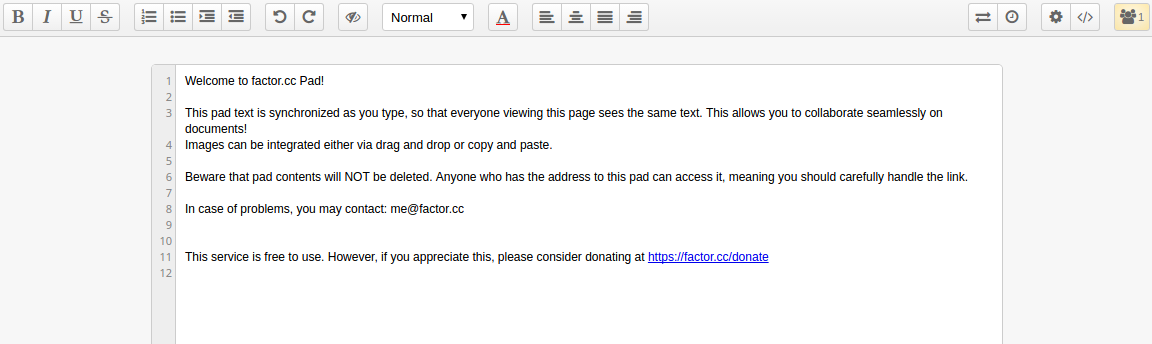 B I U S Normal A 1
1 Welcome to factor.cc Pad!
2
3 This pad text is synchronized as you type, so that everyone viewing this page sees the same text. This allows you to collaborate seamlessly on
documents!
4 Images can be integrated either via drag and drop or copy and paste.
5
6 Beware that pad contents will NOT be deleted. Anyone who has the address to this pad can access it, meaning you should carefully handle the link.
7
8 In case of problems, you may contact: me@factor.cc
9
10
11 This service is free to use. However, if you appreciate this, please consider donating at https://factor.cc/donate
12